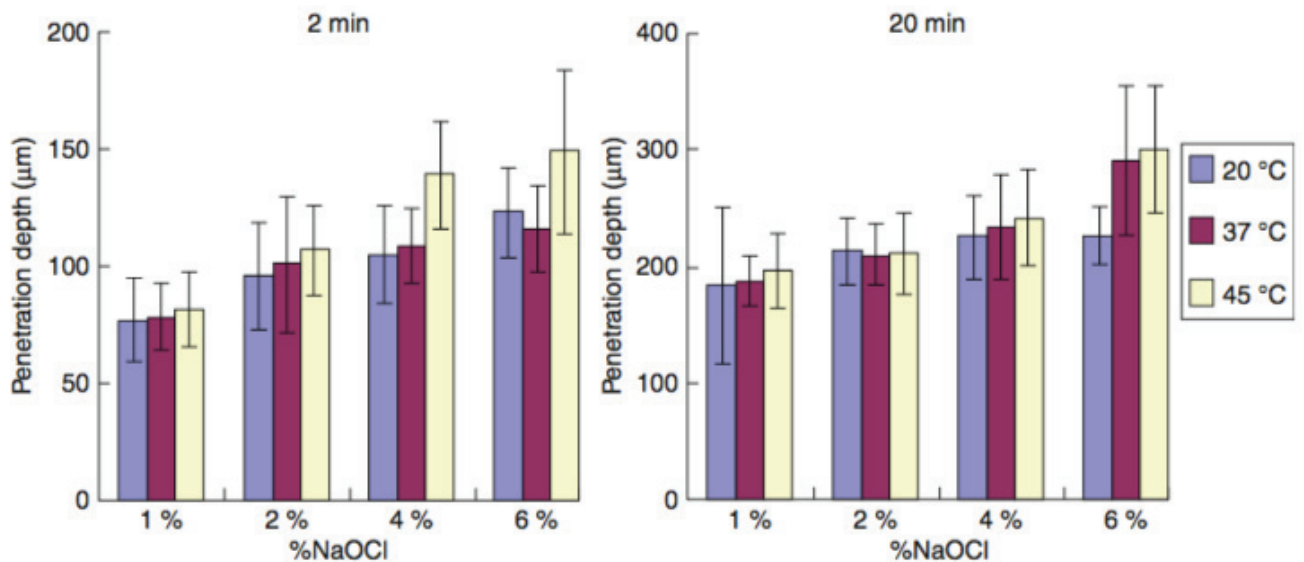 2 min
200
150
100
50
0
Penetration depth (μm)
1 %
2 %
4 %
6 %
%NaOCl
20 min
400
300
200
100
0
Penetration depth (μm)
1 %
2 %
4 %
6 %
%NaOCl
20 °C
37 °C
45 °C